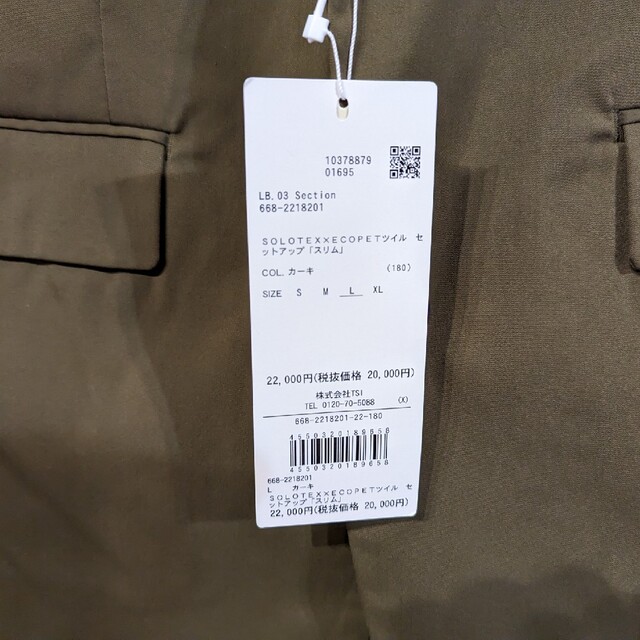 10378879
01695
LB.03 Section
668-2218201
SOLOTEX×ECOPETツイル セ
ットアップ「スリム」
COL. カーキ (180)
SIZE S M L XL
22,000円(税抜価格 20,000円)
株式会社TSI
TEL 0120-70-5088 (X)
668-2218201-22-180
4550320189658
4550320189658
668-2218201
L カーキ
SOLOTEX×ECOPETツイル セ
ットアップ「スリム」
22,000円(税抜価格 20,000円)